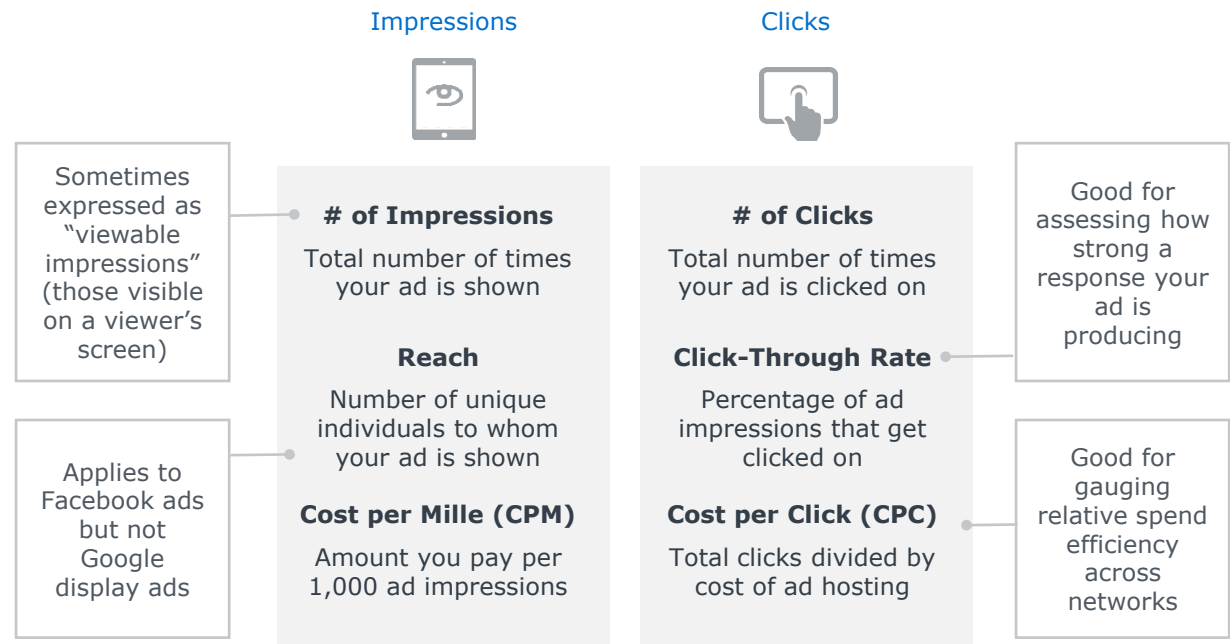 Impressions
Clicks
Sometimes
expressed as
“viewable
impressions”
(those visible
on a viewer’s
screen)
Applies to
Facebook ads
but not
Google
display ads
# of Impressions
Total number of times
your ad is shown
Reach
Number of unique
individuals to whom
your ad is shown
Cost per Mille (CPM)
Amount you pay per
1,000 ad impressions
# of Clicks
Total number of times
your ad is clicked on
Click-Through Rate
Percentage of ad
impressions that get
clicked on
Cost per Click (CPC)
Total clicks divided by
cost of ad hosting
Good for
assessing how
strong a
response your
ad is
producing
Good for
gauging
relative spend
efficiency
across
networks